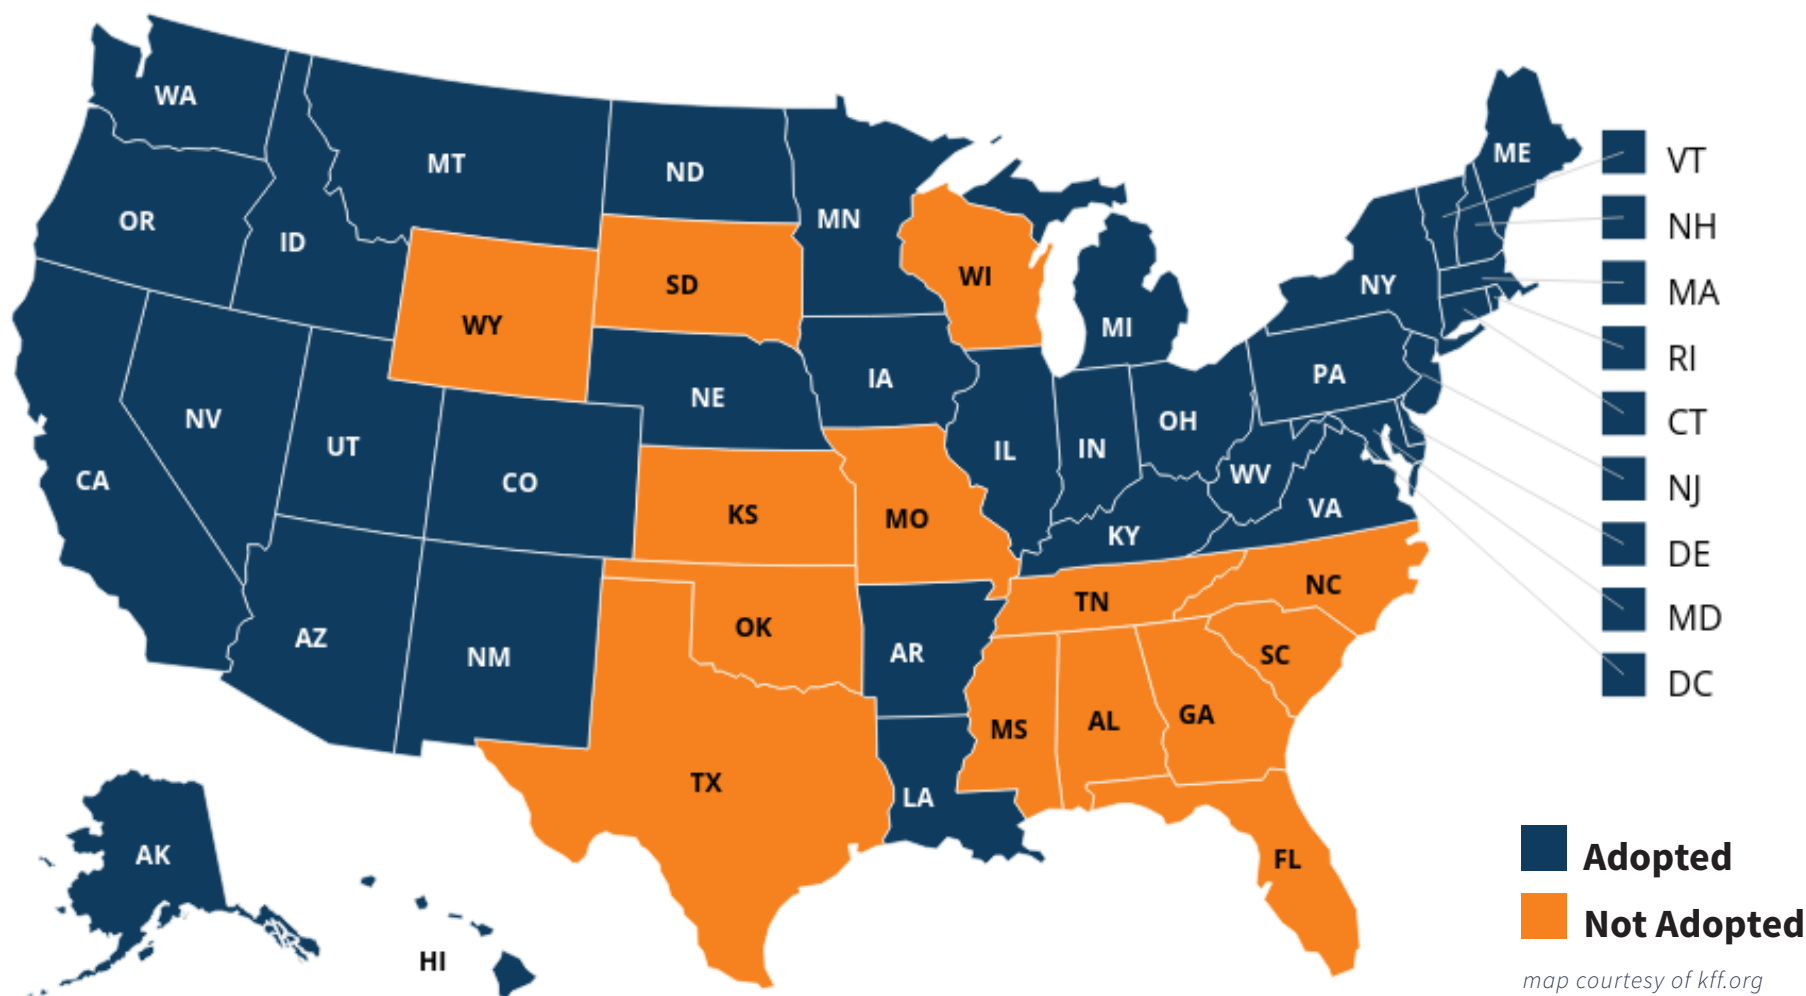 WA
MT
ND
OR
ID
MN
SD
WI
WY
MI
NY
ME
VT
NH
MA
RI
CT
NJ
DE
MD
DC
NV
UT
CO
CA
NE
IA
IL
IN
OH
PA
WV
VA
KY
KS
MO
AZ
NM
OK
AR
TN
NC
SC
MS
AL
GA
TX
LA
FL
AK
HI
Adopted
Not Adopted
map courtesy of kff.org